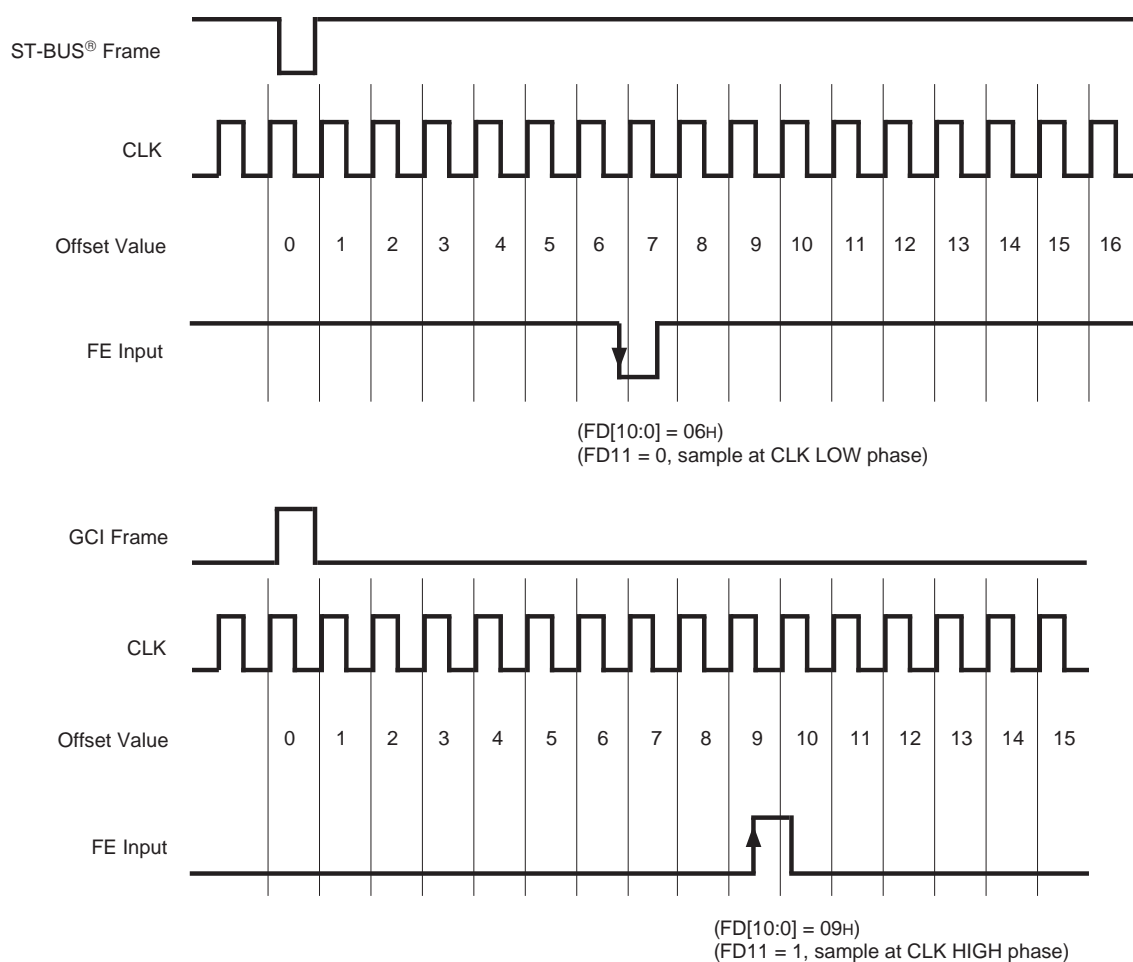 ST-BUS® Frame
CLK
Offset Value 0 1 2 3 4 5 6 7 8 9 10 11 12 13 14 15 16
FE Input
(FD[10:0] = 06H)
(FD11 = 0, sample at CLK LOW phase)
GCI Frame
CLK
Offset Value 0 1 2 3 4 5 6 7 8 9 10 11 12 13 14 15
FE Input
(FD[10:0] = 09H)
(FD11 = 1, sample at CLK HIGH phase)